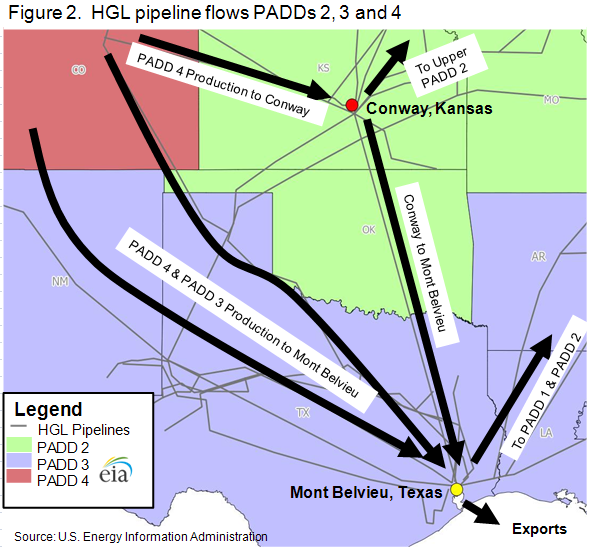 Figure 2. HGL pipeline flows PADDs 2, 3 and 4
CO
KS
MO
PADD 4 Production to Conway
To Upper
PADD 2
Conway, Kansas
OK
AR
NM
Conway to Mont Belvieu
PADD 4 & PADD 3 Production to Mont Belvieu
To PADD 1 & PADD 2
TX
LA
Legend
HGL Pipelines
PADD 2
PADD 3
PADD 4
eia
Mont Belvieu, Texas
Exports
Source: U.S. Energy Information Administration